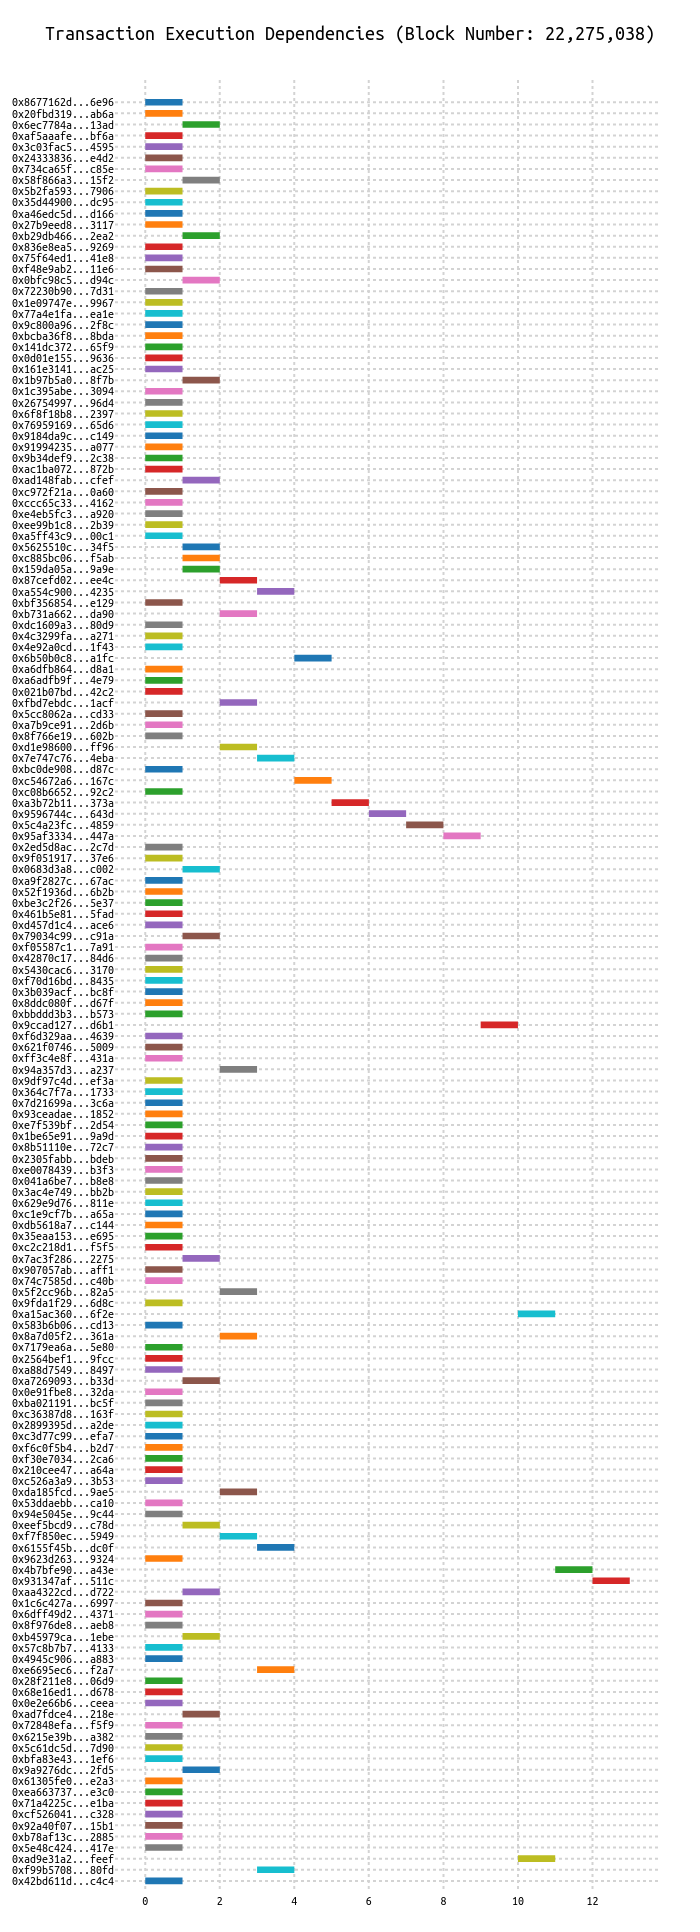 Transaction Execution Dependencies (Block Number: 22,275,038)
0x8677162d...6e96
0x20fbd319...ab6a
0x6ec7784a...13ad
0xaf5aaafe...bf6a
0x3c03fac5...4595
0x24333836...e4d2
0x734ca65f...c85e
0x58f866a3...15f2
0x5b2fa593...7906
0x35d44900...dc95
0xa46edc5d...d166
0x27b9eed8...3117
0xb29db466...2ea2
0x836e8ea5...9269
0x75f64ed1...41e8
0xf48e9ab2...11e6
0x0bfc98c5...d94c
0x72230b90...7d31
0x1e09747e...9967
0x77a4e1fa...ea1e
0x9c800a96...2f8c
0xbcba36f8...8bda
0x141dc372...65f9
0x0d01e155...9636
0x161e3141...ac25
0x1b97b5a0...8f7b
0x1c395abe...3094
0x26754997...96d4
0x6f8f18b8...2397
0x76959169...65d6
0x9184da9c...c149
0x91994235...a077
0x9b34def9...2c38
0xac1ba072...872b
0xad148fab...cfef
0xc972f21a...0a60
0xccc65c33...4162
0xe4eb5fc3...a920
0xee99b1c8...2b39
0xa5ff43c9...00c1
0x5625510c...34f5
0xc885bc06...f5ab
0x159da05a...9a9e
0x87cefd02...ee4c
0xa554c900...4235
0xbf356854...e129
0xb731a662...da90
0xdc1609a3...80d9
0x4c3299fa...a271
0x4e92a0cd...1f43
0x6b50b0c8...a1fc
0xa6dfb864...d8a1
0xa6adfb9f...4e79
0x021b07bd...42c2
0xfbd7ebdc...1acf
0x5cc8062a...cd33
0xa7b9ce91...2d6b
0x8f766e19...602b
0xd1e98600...ff96
0x7e747c76...4eba
0xbc0de908...d87c
0xc54672a6...167c
0xc08b6652...92c2
0xa3b72b11...373a
0x9596744c...643d
0x5c4a23fc...4859
0x95af3334...447a
0x2ed5d8ac...2c7d
0x9f051917...37e6
0x0683d3a8...c002
0xa9f2827c...67ac
0x52f1936d...6b2b
0xbe3c2f26...5e37
0x461b5e81...5fad
0xd457d1c4...ace6
0x79034c99...c91a
0xf05587c1...7a91
0x42870c17...84d6
0x5430cac6...3170
0xf70d16bd...8435
0x3b039acf...bc8f
0x8ddc080f...d67f
0xbbddd3b3...b573
0x9ccad127...d6b1
0xf6d329aa...4639
0x621f0746...5009
0xff3c4e8f...431a
0x94a357d3...a237
0x9df97c4d...ef3a
0x364c7f7a...1733
0x7d21699a...3c6a
0x93ceadae...1852
0xe7f539bf...2d54
0x1be65e91...9a9d
0x8b51110e...72c7
0x2305fabb...bdeb
0xe0078439...b3f3
0x041a6be7...b8e8
0x3ac4e749...bb2b
0x629e9d76...811e
0xc1e9cf7b...a65a
0xdb5618a7...c144
0x35eaa153...e695
0xc2c218d1...f5f5
0x7ac3f286...2275
0x907057ab...aff1
0x74c7585d...c40b
0x5f2cc96b...82a5
0x9fda1f29...6d8c
0xa15ac360...6f2e
0x583b6b06...cd13
0x8a7d05f2...361a
0x7179ea6a...5e80
0x2564bef1...9fcc
0xa88d7549...8497
0xa7269093...b33d
0x0e91fbe8...32da
0xba021191...bc5f
0xc36387d8...163f
0x2899395d...a2de
0xc3d77c99...efa7
0xf6c0f5b4...b2d7
0xf30e7034...2ca6
0x210cee47...a64a
0xc526a3a9...3b53
0xda185fcd...9ae5
0x53ddaebb...ca10
0x94e5045e...9c44
0xeef5bcd9...c78d
0xf7f850ec...5949
0x6155f45b...dc0f
0x9623d263...9324
0x4b7bfe90...a43e
0x931347af...511c
0xaa4322cd...d722
0x1c6c427a...6997
0x6dff49d2...4371
0x8f976de8...aeb8
0xb45979ca...1ebe
0x57c8b7b7...4133
0x4945c906...a883
0xe6695ec6...f2a7
0x28f211e8...06d9
0x68e16ed1...d678
0x0e2e66b6...ceea
0xad7fdce4...218e
0x72848efa...f5f9
0x6215e39b...a382
0x5c61dc5d...7d90
0xbfa83e43...1ef6
0x9a9276dc...2fd5
0x61305fe0...e2a3
0xea663737...e3c0
0x71a4225c...e1ba
0xcf526041...c328
0x92a40f07...15b1
0xb78af13c...2885
0x5e48c424...417e
0xad9e31a2...feef
0xf99b5708...80fd
0x42bd611d...c4c4
0 2 4 6 8 10 12